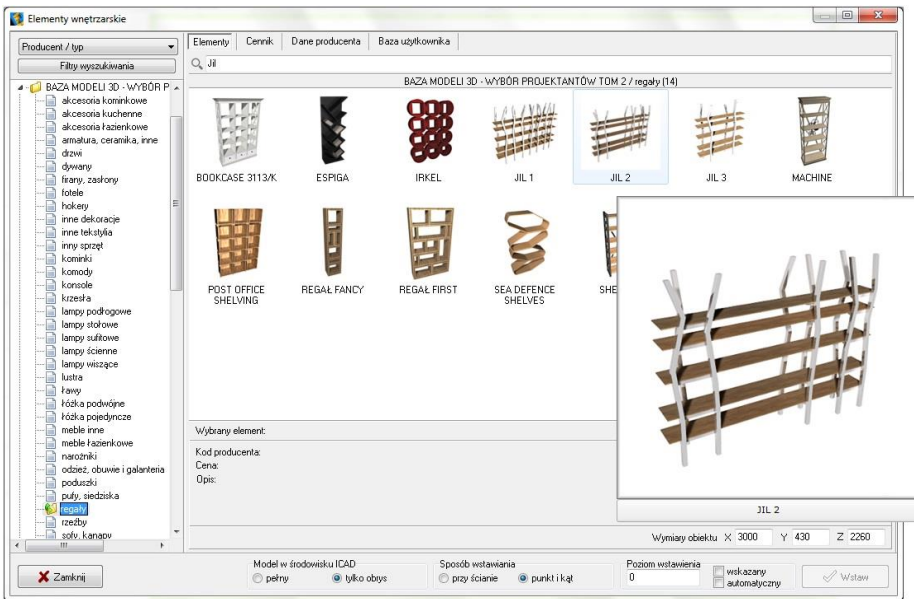 Elementy wnętrzarskie
Producent / typ
Filtry wyszukiwania
BAZA MODELI 3D - WYBÓR P
akcesoria kominkowe
akcesoria kuchenne
akcesoria łazienkowe
armatura, ceramika, inne
drzwi
dywany
firany, zasłony
fotele
hokery
inne dekoracje
inne tekstylia
inny sprzęt
kominki
komody
konsole
krzesła
lampy podłogowe
lampy stołowe
lampy sufitowe
lampy ścienne
lampy wiszące
lustra
ławy
łóżka podwójne
łóżka pojedyncze
meble inne
meble łazienkowe
narożniki
odzież, obuwie i galanteria
poduszki
pufy, siedziska
regały
rzeźby
sofy, kanapy
Elementy Cennik Dane producenta Baza użytkownika
Jil
BAZA MODELI 3D - WYBÓR PROJEKTANTÓW TOM 2 / regały (14)
BOOKCASE 3113/K ESPIGA IRKEL JIL 1 JIL 2 JIL 3 MACHINE
POST OFFICE SHELVING REGAŁ FANCY REGAŁ FIRST SEA DEFENCE SHELVES SHE
JIL 2
Wybrany element:
Kod producenta:
Cena:
Opis:
Wymiary obiektu X 3000 Y 430 Z 2260
Zamknij
Model w środowisku ICAD
pełny tylko obrys
Sposób wstawiania
przy ścianie punkt i kąt
Poziom wstawienia
0
wskazany
automatyczny
Wstaw